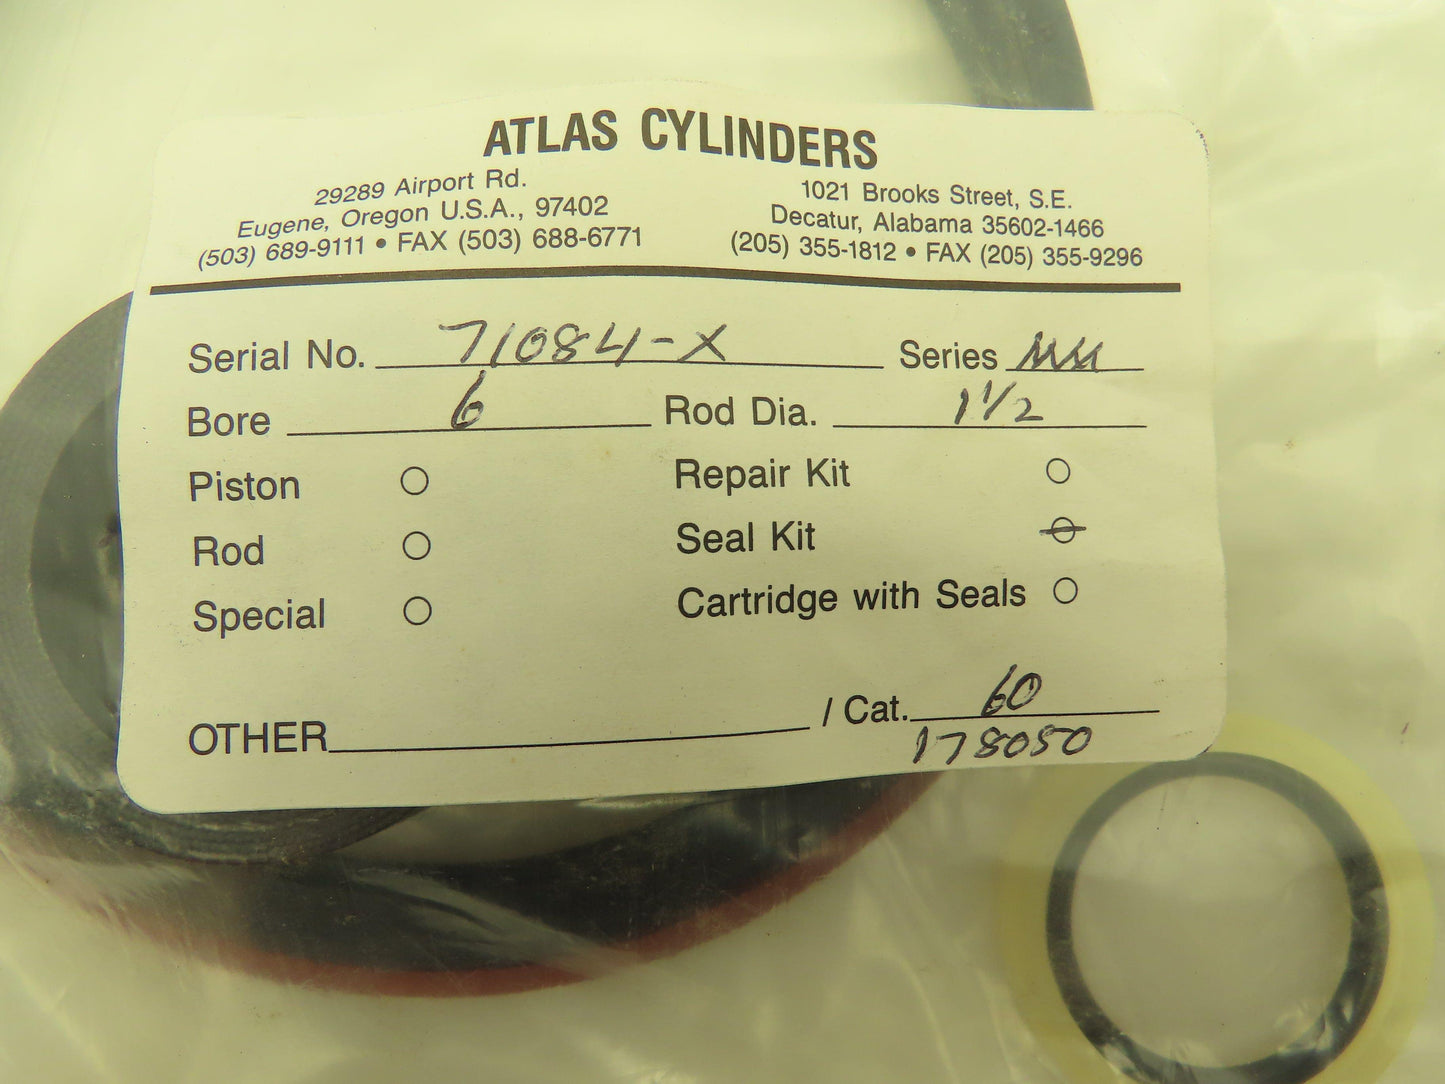 ATLAS CYLINDERS
29289 Airport Rd.
Eugene, Oregon U.S.A., 97402
(503) 689-9111 • FAX (503) 688-6771
1021 Brooks Street, S.E.
Decatur, Alabama 35602-1466
(205) 355-1812 • FAX (205) 355-9296
Serial No. 71084-X Series
Bore 6 Rod Dia. 1 1/2
Piston Repair Kit
Rod Seal Kit
Special Cartridge with Seals
OTHER / Cat. 60
178050